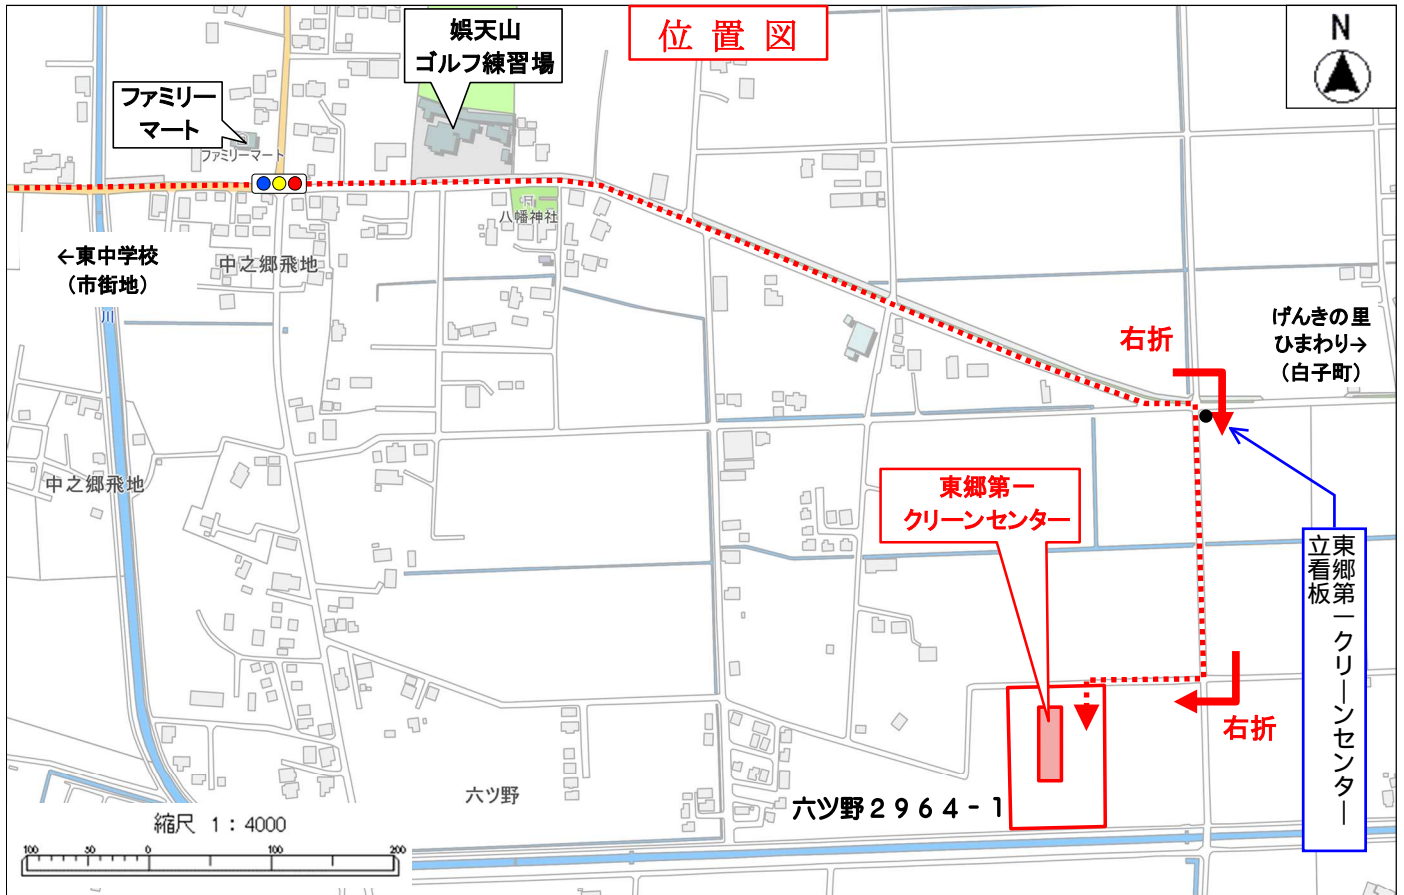 位置図
N
娯天山
ゴルフ練習場
ファミリー
マート
ファミリーマート
八幡神社
←東中学校
(市街地)
中之郷飛地
川
げんきの里
ひまわり→
(白子町)
右折
中之郷飛地
東郷第一
クリーンセンター
東郷第一クリーンセンター
立看板
右折
六ツ野
六ツ野2964-1
縮尺 1:4000
100 50 0 100 200